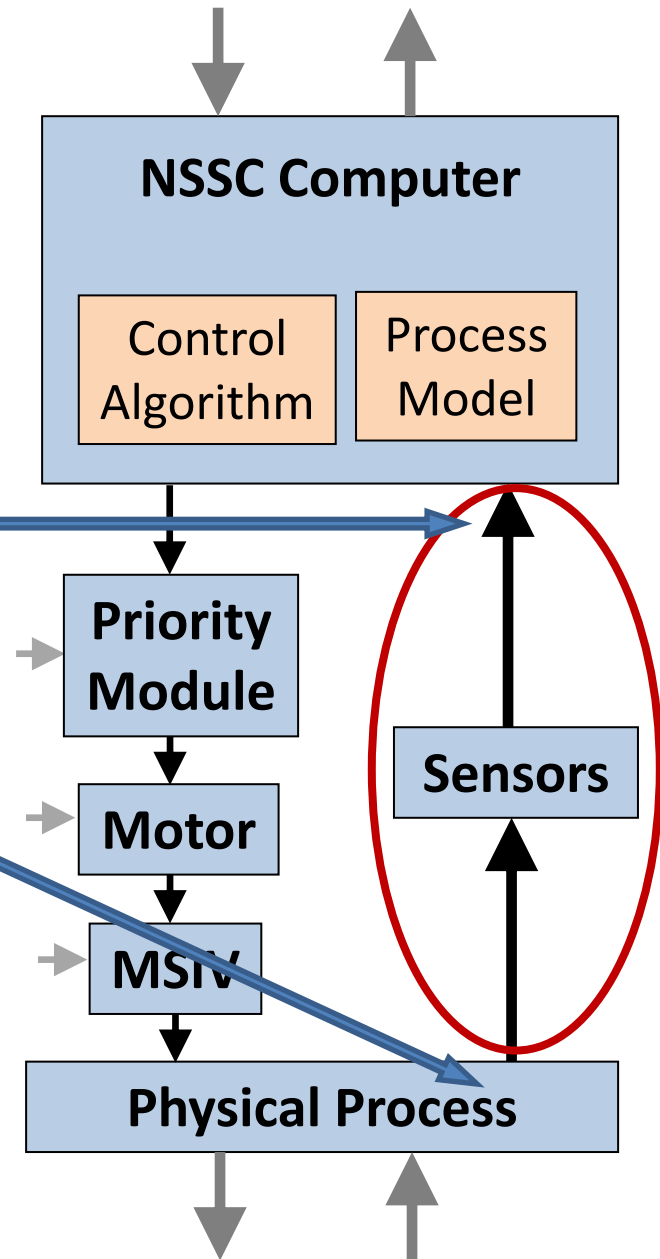 NSSC Computer
Control
Algorithm
Process
Model
Priority
Module
Sensors
Motor
MSIV
Physical Process